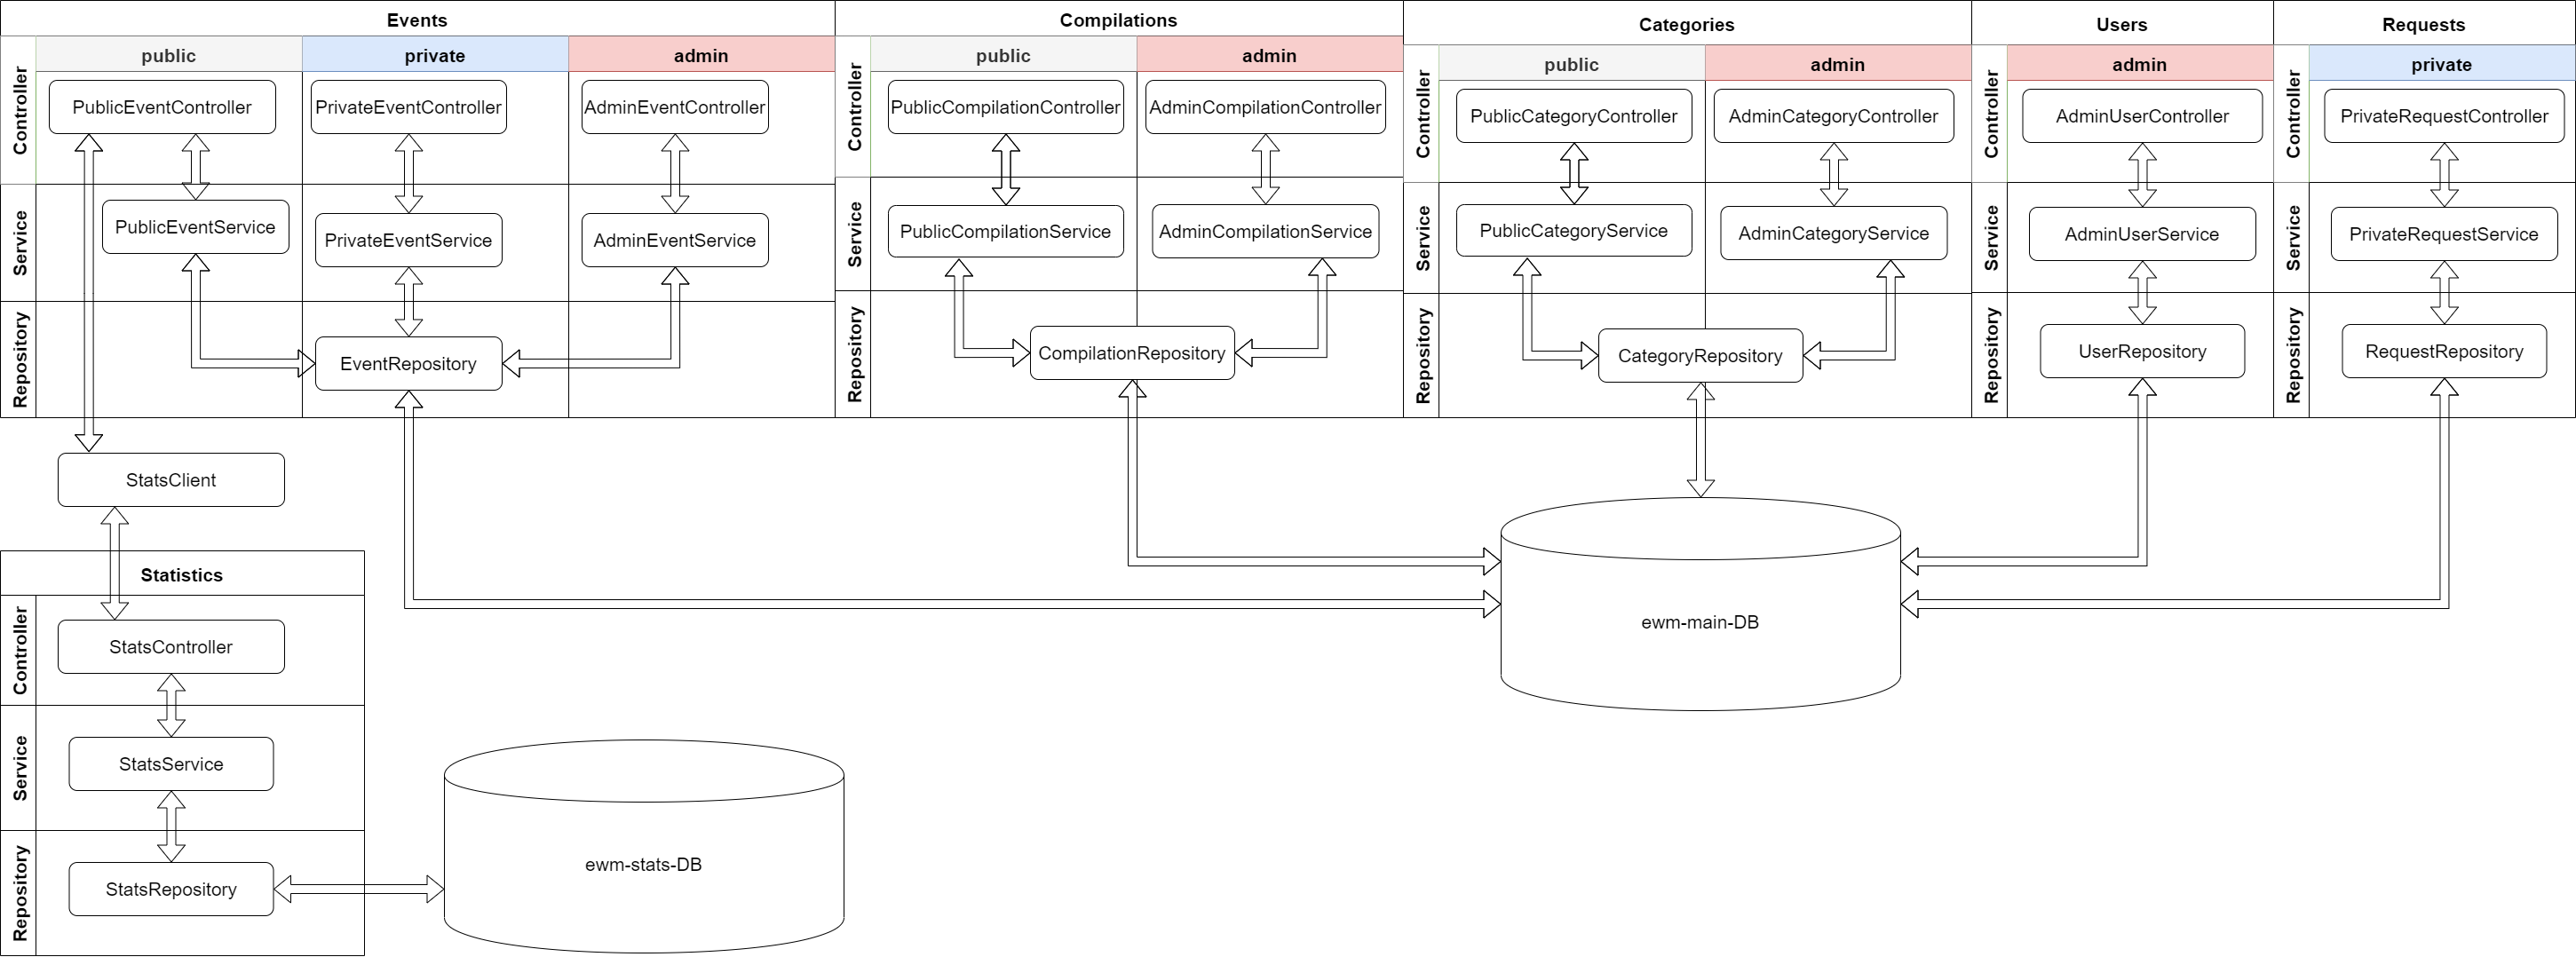 Events
Compilations
Categories
Users
Requests
public
private
admin
public
admin
public
admin
admin
private
Controller
PublicEventController
PrivateEventController
AdminEventController
Controller
PublicCompilationController
AdminCompilationController
Controller
PublicCategoryController
AdminCategoryController
Controller
AdminUserController
Controller
PrivateRequestController
Service
PublicEventService
PrivateEventService
AdminEventService
Service
PublicCompilationService
AdminCompilationService
Service
PublicCategoryService
AdminCategoryService
Service
AdminUserService
Service
PrivateRequestService
Repository
EventRepository
Repository
CompilationRepository
Repository
CategoryRepository
Repository
UserRepository
Repository
RequestRepository
StatsClient
Statistics
Controller
StatsController
Service
StatsService
Repository
StatsRepository
ewm-main-DB
ewm-stats-DB